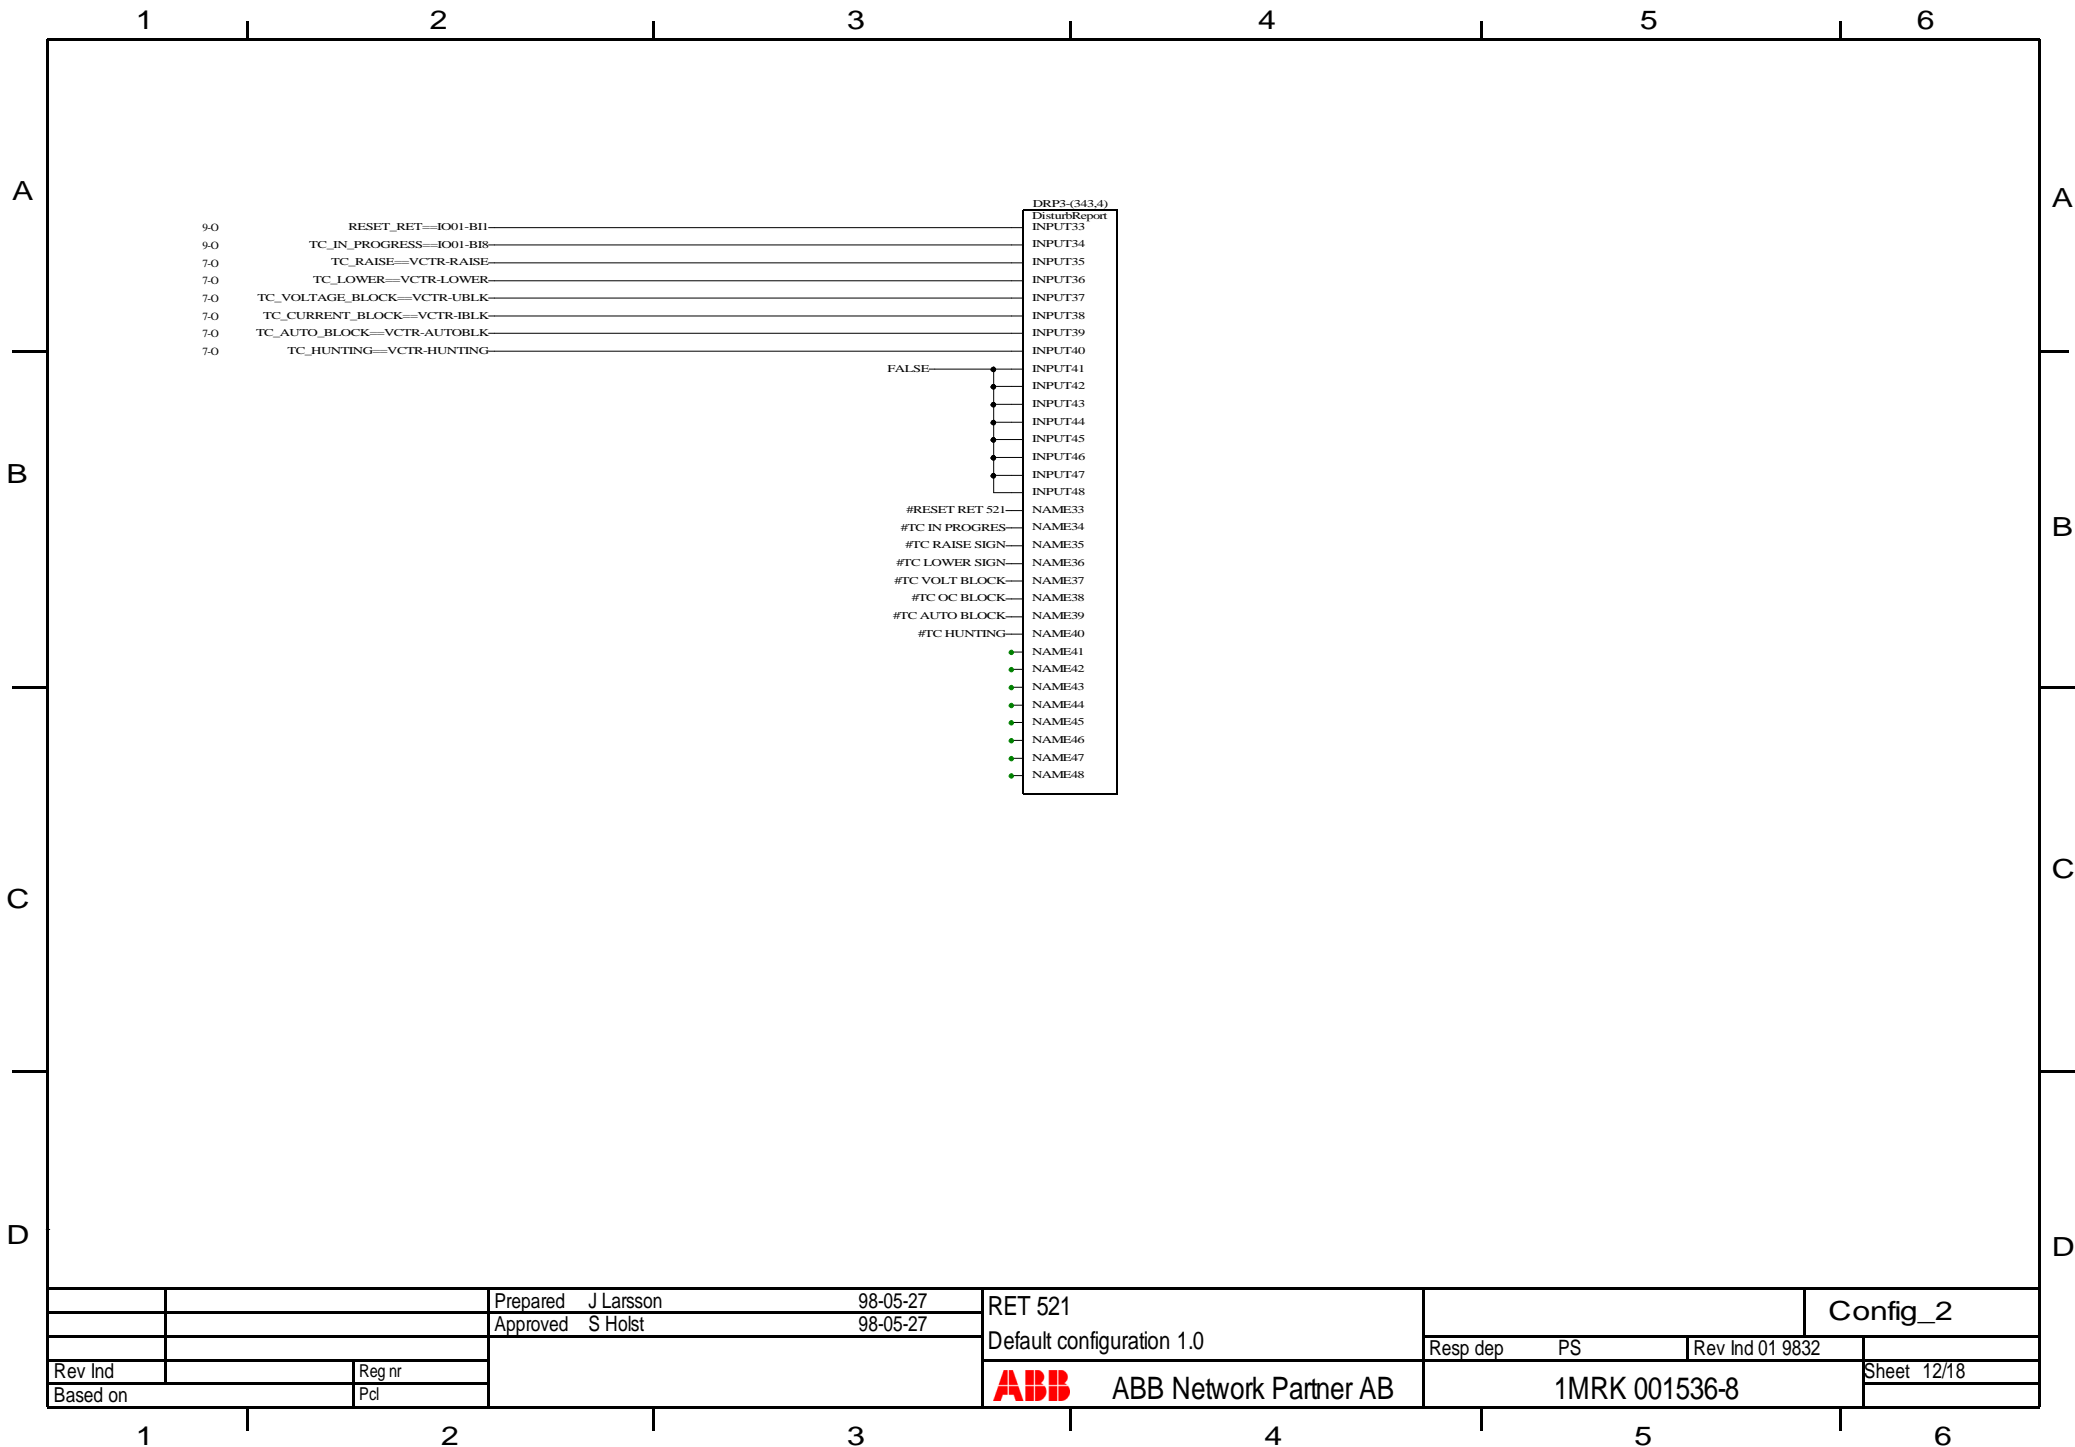 1 2 3 4 5 6
A A
DRP3-(343,4)
DisturbReport
9-O RESET_RET==IO01-BI1 INPUT33
9-O TC_IN_PROGRESS==IO01-BI8 INPUT34
7-O TC_RAISE==VCTR-RAISE INPUT35
7-O TC_LOWER==VCTR-LOWER INPUT36
7-O TC_VOLTAGE_BLOCK==VCTR-UBLK INPUT37
7-O TC_CURRENT_BLOCK==VCTR-IBLK INPUT38
7-O TC_AUTO_BLOCK==VCTR-AUTOBLK INPUT39
7-O TC_HUNTING==VCTR-HUNTING INPUT40
FALSE INPUT41
INPUT42
INPUT43
INPUT44
INPUT45
INPUT46
B INPUT47
INPUT48
#RESET RET 521 NAME33
#TC IN PROGRES NAME34 B
#TC RAISE SIGN NAME35
#TC LOWER SIGN NAME36
#TC VOLT BLOCK NAME37
#TC OC BLOCK NAME38
#TC AUTO BLOCK NAME39
#TC HUNTING NAME40
NAME41
NAME42
NAME43
NAME44
NAME45
NAME46
NAME47
NAME48
C C
D D
Prepared J Larsson 98-05-27
Approved S Holst 98-05-27
RET 521
Default configuration 1.0
Config_2
Resp dep PS Rev Ind 01 9832
Rev Ind Reg nr
Based on Pcl
ABB ABB Network Partner AB
1MRK 001536-8
Sheet 12/18
1 2 3 4 5 6